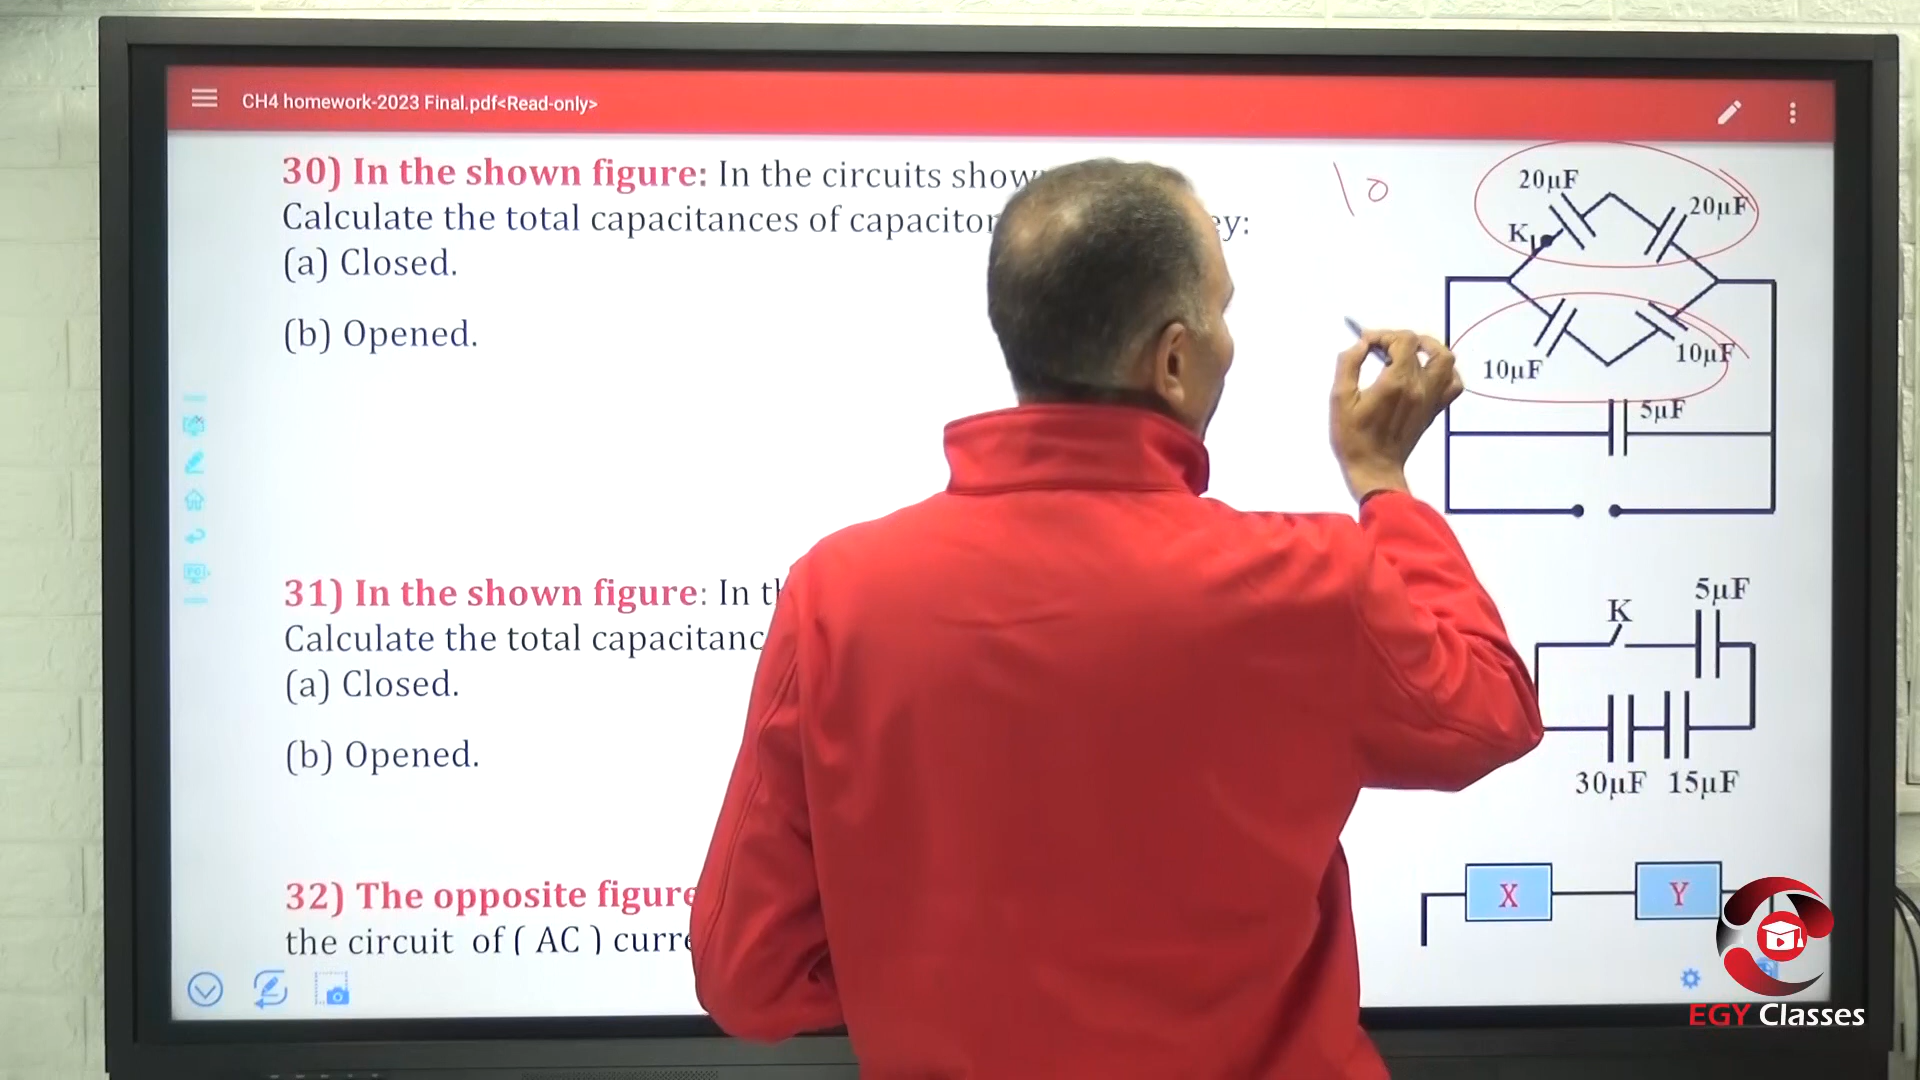 CH4 homework-2023 Final.pdf<Read-only>
30) In the shown figure: In the circuits show
Calculate the total capacitances of capacitor ey:
(a) Closed.
(b) Opened.
10
20μF
20μF
K
10μF
10μF
5μF
31) In the shown figure: In th
Calculate the total capacitanc
(a) Closed.
(b) Opened.
K
5μF
30μF 15μF
32) The opposite figure
the circuit of ( AC ) curre
X Y
EGY Classes